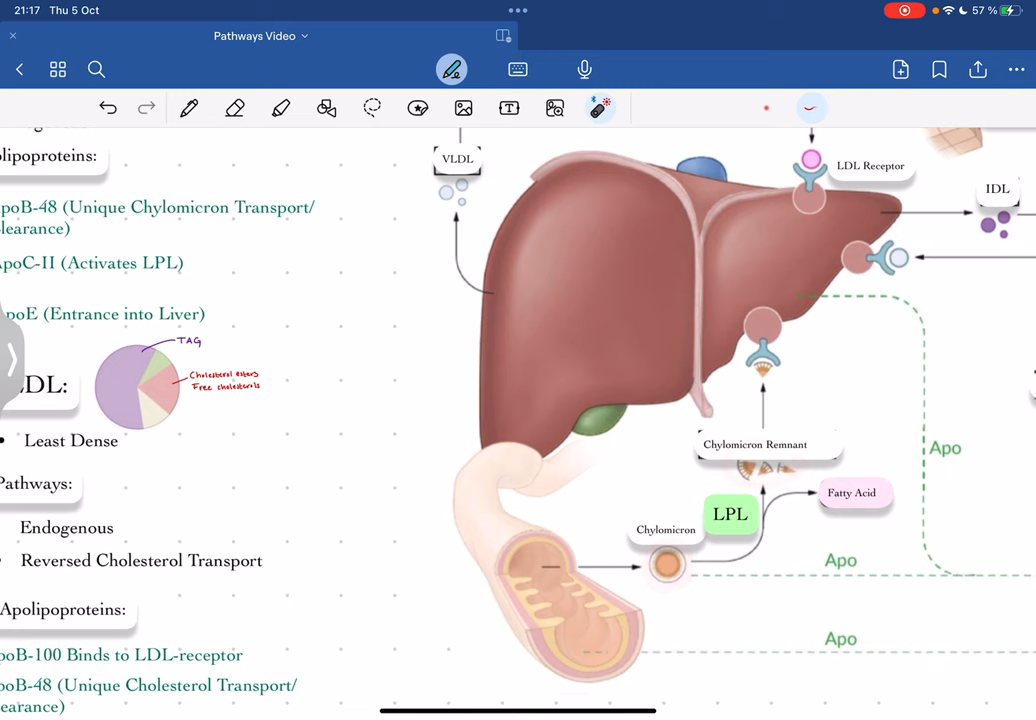 21:17 Thu 5 Oct
57 %
Pathways Video
olipoproteins:
poB-48 (Unique Chylomicron Transport/
learance)
ApoC-II (Activates LPL)
poE (Entrance into Liver)
TAG
Cholesterol esters
Free cholesterols
DL:
Least Dense
Pathways:
Endogenous
Reversed Cholesterol Transport
Apolipoproteins:
poB-100 Binds to LDL-receptor
poB-48 (Unique Cholesterol Transport/
earance)
VLDL
LDL Receptor
IDL
Chylomicron Remnant
Fatty Acid
LPL
Chylomicron
Apo
Apo
Apo